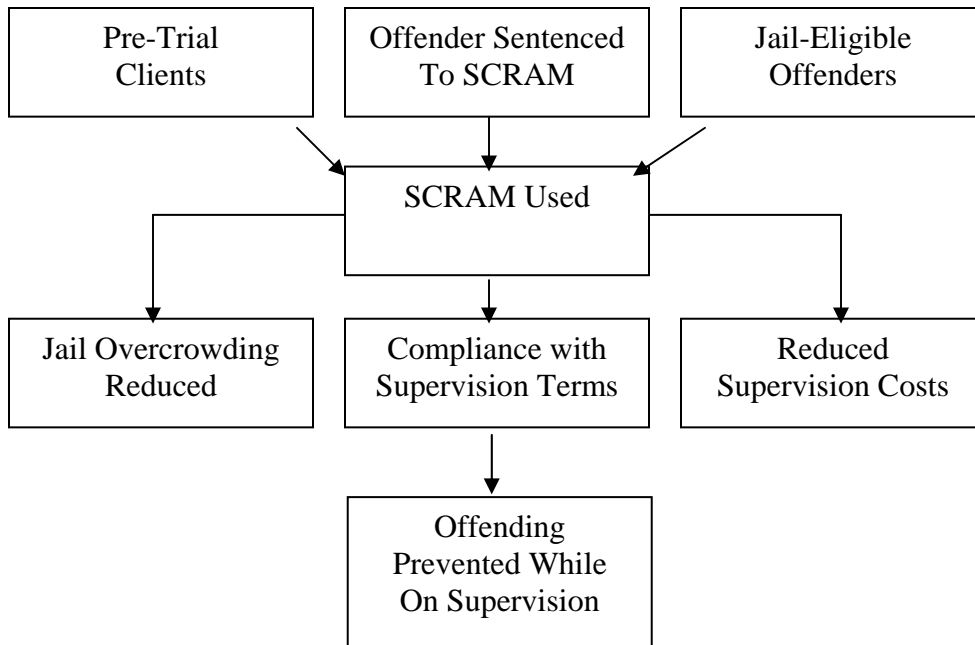 Pre-Trial
Clients
Offender Sentenced
To SCRAM
Jail-Eligible
Offenders
SCRAM Used
Jail Overcrowding
Reduced
Compliance with
Supervision Terms
Reduced
Supervision Costs
Offending
Prevented While
On Supervision